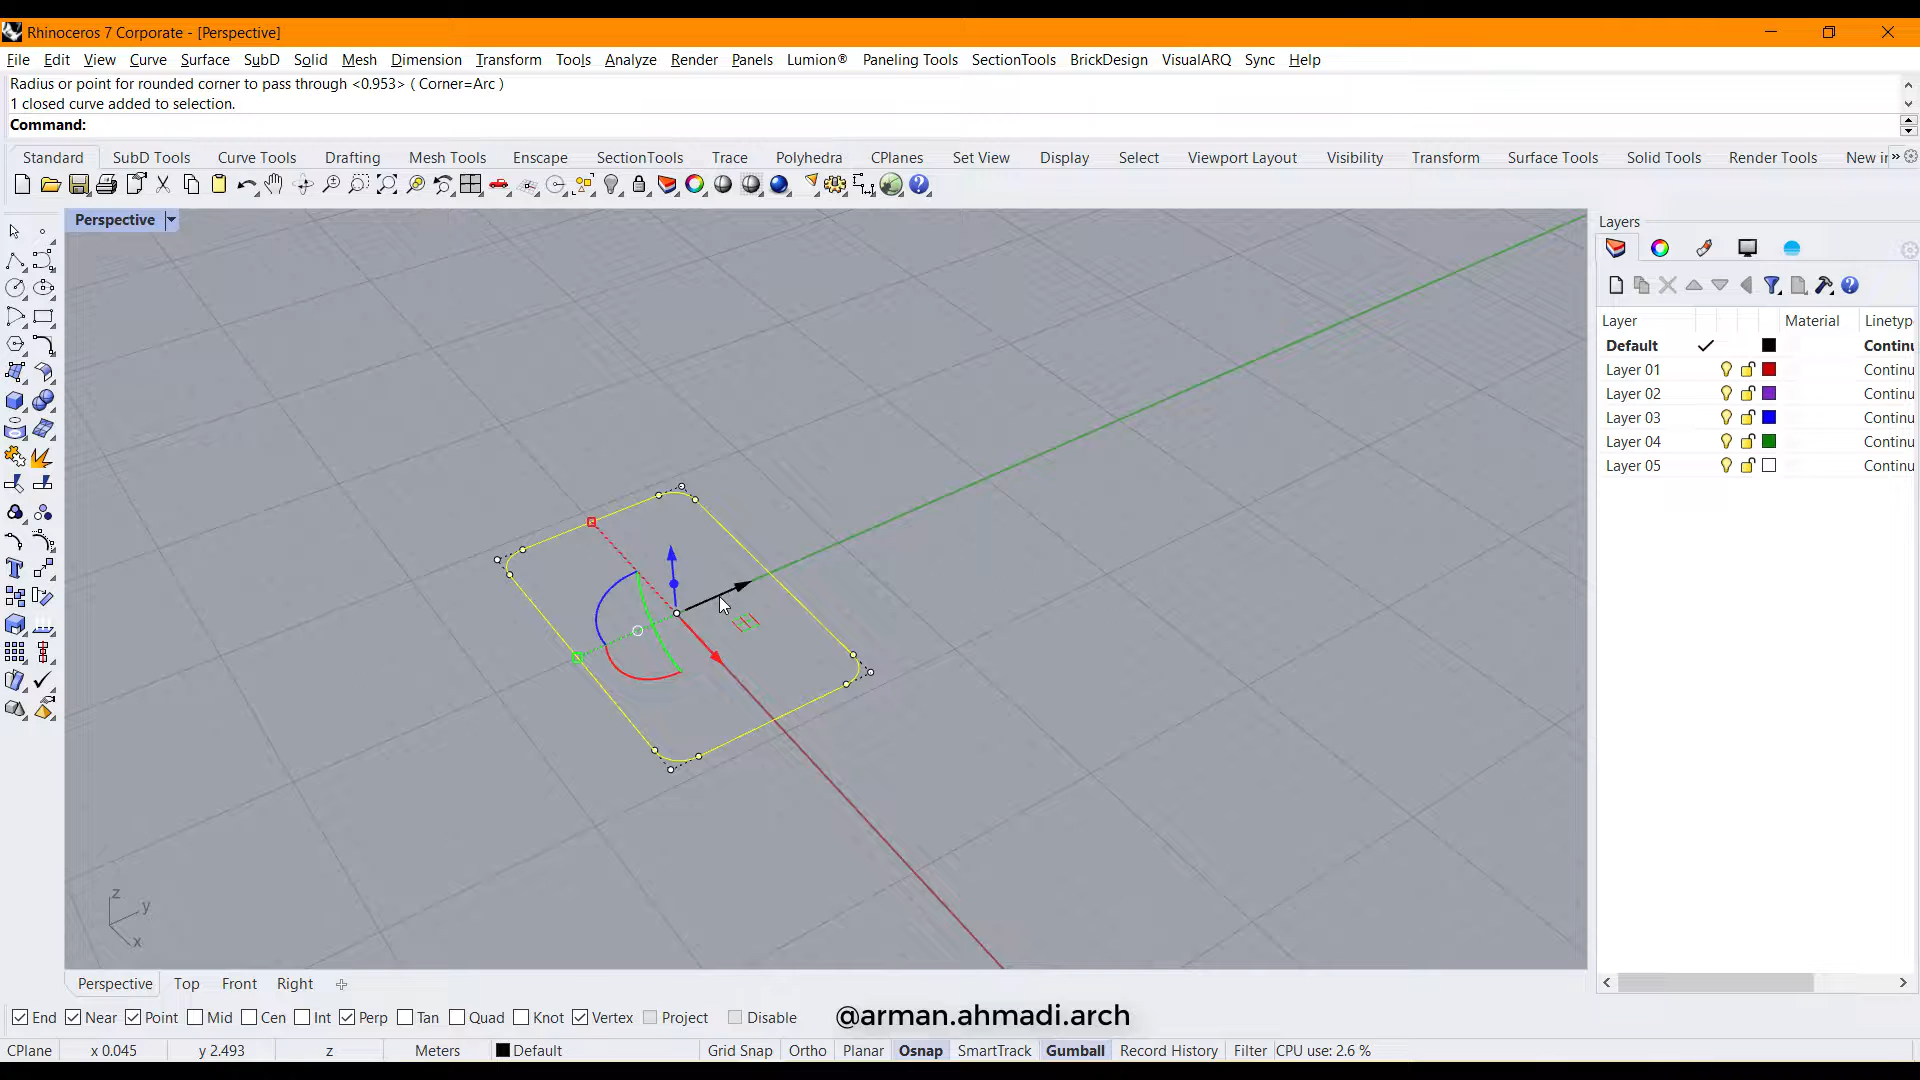 Rhinoceros 7 Corporate - [Perspective]
File Edit View Curve Surface SubD Solid Mesh Dimension Transform Tools Analyze Render Panels Lumion® Paneling Tools SectionTools BrickDesign VisualARQ Sync Help
Radius or point for rounded corner to pass through <0.953> ( Corner=Arc )
1 closed curve added to selection.
Command:
Standard SubD Tools Curve Tools Drafting Mesh Tools Enscape SectionTools Trace Polyhedra CPlanes Set View Display Select Viewport Layout Visibility Transform Surface Tools Solid Tools Render Tools New in »
Perspective
Layers
Layer Material Linetyp
Default Continu
Layer 01 Continu
Layer 02 Continu
Layer 03 Continu
Layer 04 Continu
Layer 05 Continu
z
y
x
Perspective Top Front Right
End Near Point Mid Cen Int Perp Tan Quad Knot Vertex Project Disable
@arman.ahmadi.arch
CPlane x 0.045 y 2.493 z Meters Default Grid Snap Ortho Planar Osnap SmartTrack Gumball Record History Filter CPU use: 2.6 %